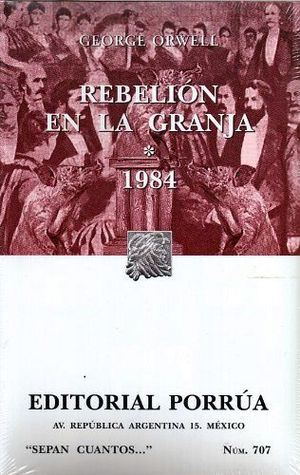 GEORGE ORWELL
REBELIÓN
EN LA GRANJA
*
1984
EDITORIAL PORRÚA
AV. REPÚBLICA ARGENTINA 15. MÉXICO
"SEPAN CUANTOS..." NÚM. 707